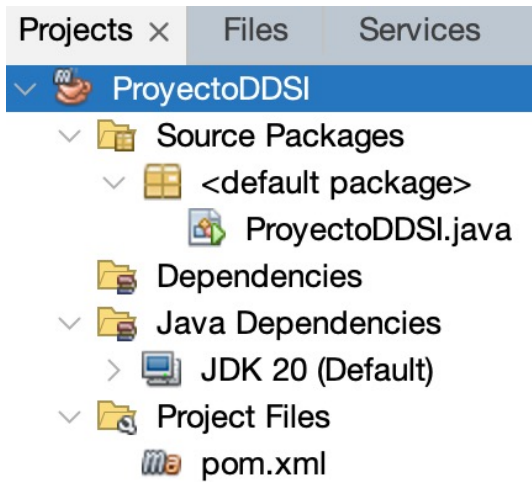 Projects × Files Services
ProyectoDDSI
Source Packages
<default package>
ProyectoDDSI.java
Dependencies
Java Dependencies
JDK 20 (Default)
Project Files
pom.xml